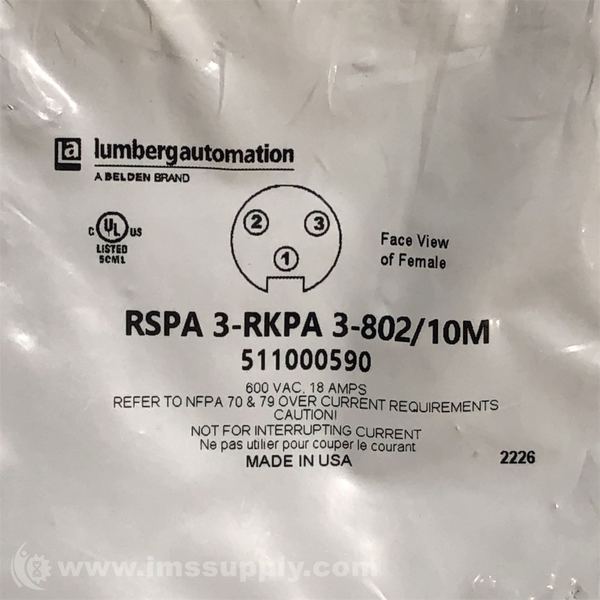 la lumbergautomation
A BELDEN BRAND
c UL us
LISTED
5CML
2 3
1
Face View
of Female
RSPA 3-RKPA 3-802/10M
511000590
600 VAC, 18 AMPS
REFER TO NFPA 70 & 79 OVER CURRENT REQUIREMENTS
CAUTION!
NOT FOR INTERRUPTING CURRENT
Ne pas utilier pour couper le courant
MADE IN USA
2226
www.jmssupply.com